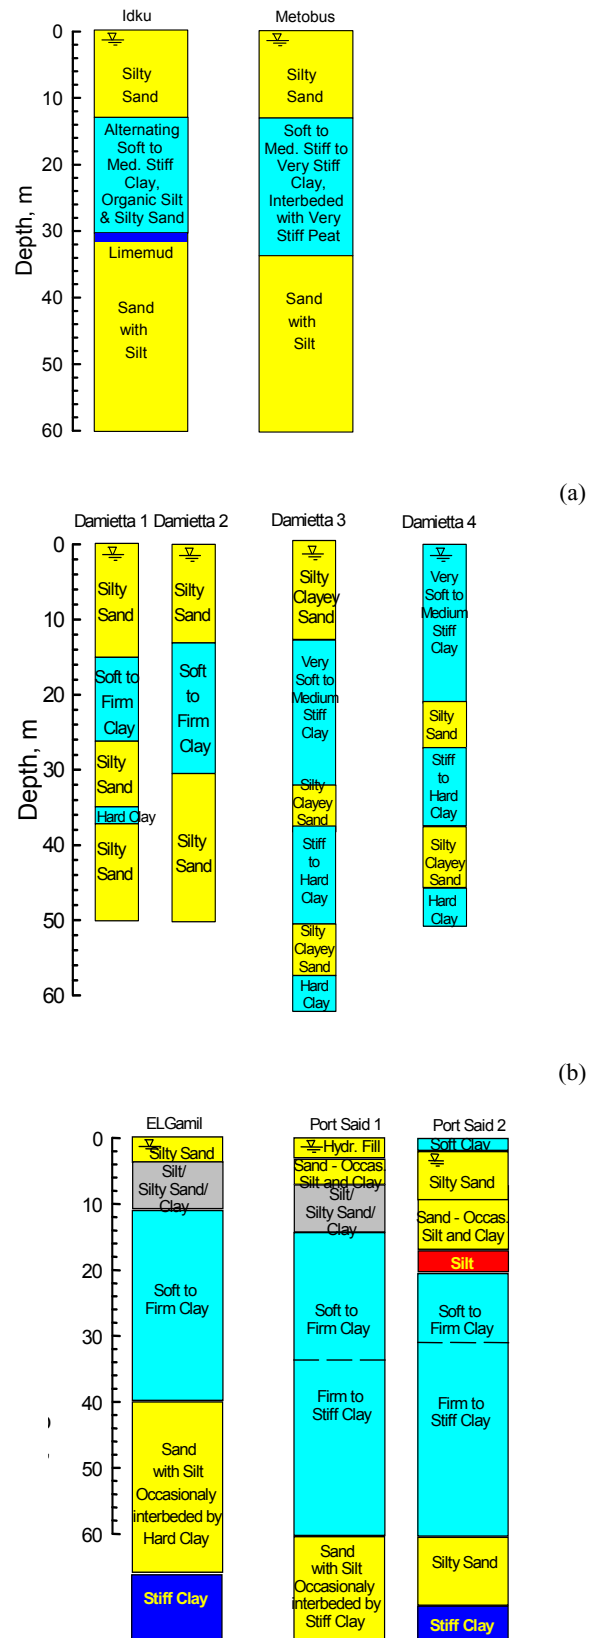 Idku
Metobus
0
10
20
30
40
50
60
Depth, m
Silty
Sand
Alternating
Soft to
Med. Stiff
Clay,
Organic Silt
& Silty Sand
Limemud
Sand
with
Silt
Silty
Sand
Soft to
Med. Stiff to
Very Stiff
Clay,
Interbeded
with Very
Stiff Peat
Sand
with
Silt
(a)
Damietta 1
Damietta 2
Damietta 3
Damietta 4
0
10
20
30
40
50
60
Depth, m
Silty
Sand
Soft to
Firm
Clay
Silty
Sand
Hard Clay
Silty
Sand
Silty
Sand
Soft
to
Firm
Clay
Silty
Sand
Silty
Clayey
Sand
Very
Soft to
Medium
Stiff
Clay
Silty
Clayey
Sand
Stiff
to
Hard
Clay
Silty
Clayey
Sand
Hard
Clay
Very
Soft to
Medium
Stiff
Clay
Silty
Sand
Stiff
to
Hard
Clay
Silty
Clayey
Sand
Hard
Clay
(b)
ELGamil
Port Said 1
Port Said 2
0
10
20
30
40
50
60
Silty Sand
Silt/
Silty Sand/
Clay
Soft to
Firm Clay
Sand
with Silt
Occasionaly
interbeded by
Hard Clay
Stiff Clay
Hydr. Fill
Sand - Occas.
Silt and Clay
Silt/
Silty Sand/
Clay
Soft to
Firm Clay
Firm to
Stiff Clay
Sand
with Silt
Occasionaly
interbeded by
Stiff Clay
Soft Clay
Silty Sand
Sand - Occas.
Silt and Clay
Silt
Soft to
Firm Clay
Firm to
Stiff Clay
Silty Sand
Stiff Clay